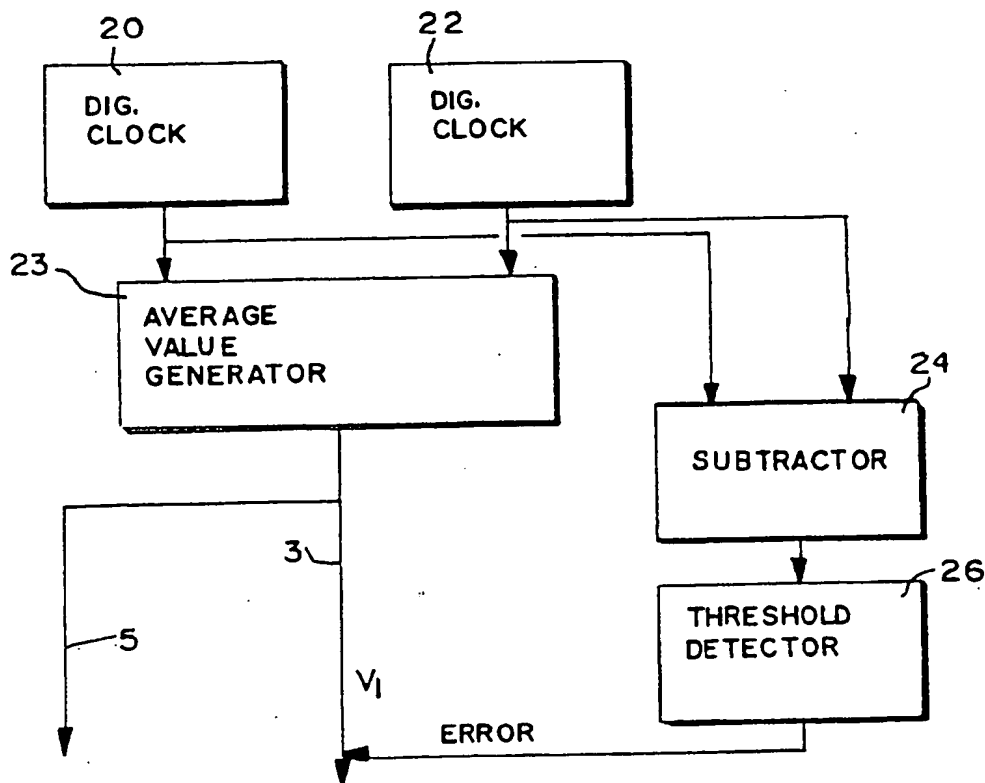 20
22
DIG.
CLOCK
DIG.
CLOCK
23
AVERAGE
VALUE
GENERATOR
24
SUBTRACTOR
3
26
THRESHOLD
DETECTOR
5
V1
ERROR